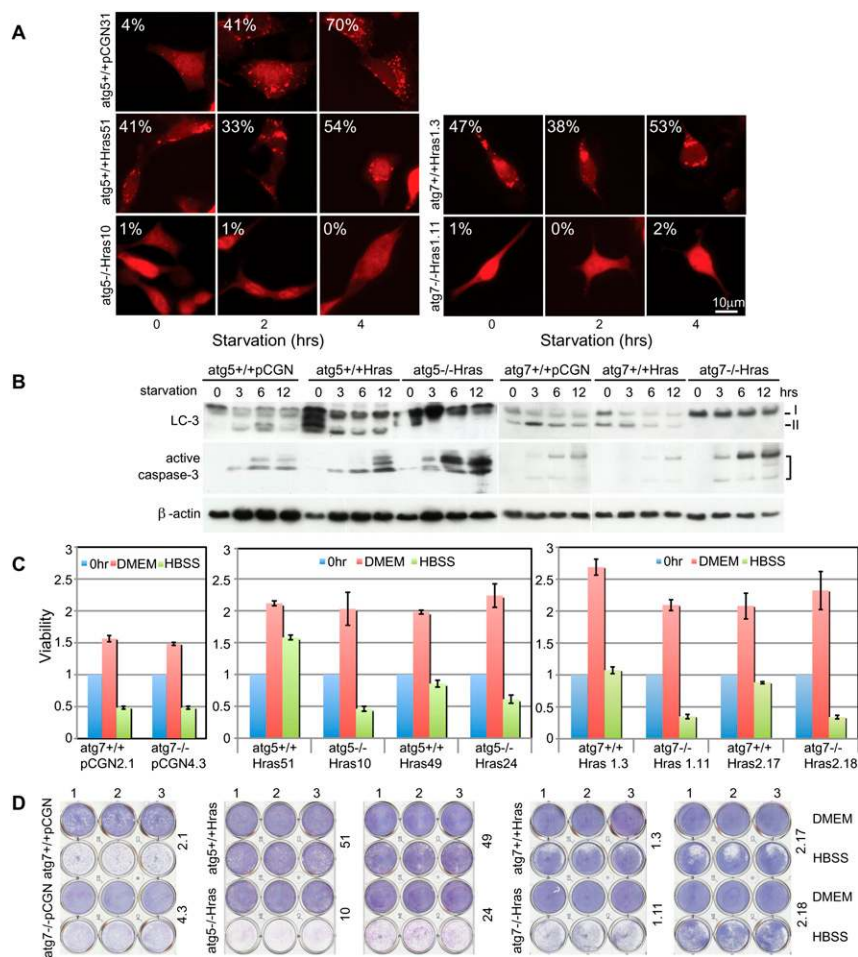 A
atg5+/+pCGN31
4% 41% 70%
atg5+/+Hras51
41% 33% 54%
atg7+/+Hras1.3
47% 38% 53%
atg5-/-Hras10
1% 1% 0%
atg7-/-Hras1.11
1% 0% 2%
10μm
0 2 4
Starvation (hrs)
0 2 4
Starvation (hrs)
B
atg5+/+pCGN atg5+/+Hras atg5-/-Hras atg7+/+pCGN atg7+/+Hras atg7-/-Hras
starvation 0 3 6 12 0 3 6 12 0 3 6 12 0 3 6 12 0 3 6 12 0 3 6 12 hrs
LC-3
I
II
active
caspase-3
β-actin
C
Viability
3
2.5
2
1.5
1
0.5
0
0hr DMEM HBSS
atg7+/+ pCGN2.1
atg7-/- pCGN4.3
3
2.5
2
1.5
1
0.5
0
0hr DMEM HBSS
atg5+/+ Hras51
atg5-/- Hras10
atg5+/+ Hras49
atg5-/- Hras24
3
2.5
2
1.5
1
0.5
0
0hr DMEM HBSS
atg7+/+ Hras 1.3
atg7-/- Hras 1.11
atg7+/+ Hras2.17
atg7-/- Hras2.18
D
1 2 3 1 2 3 1 2 3 1 2 3 1 2 3
atg7+/+pCGN
2.1
atg7-/-pCGN
4.3
atg5+/+Hras
51
atg5-/-Hras
10
49
24
atg7+/+Hras
1.3
atg7-/-Hras
1.11
2.17
2.18
DMEM
HBSS
DMEM
HBSS